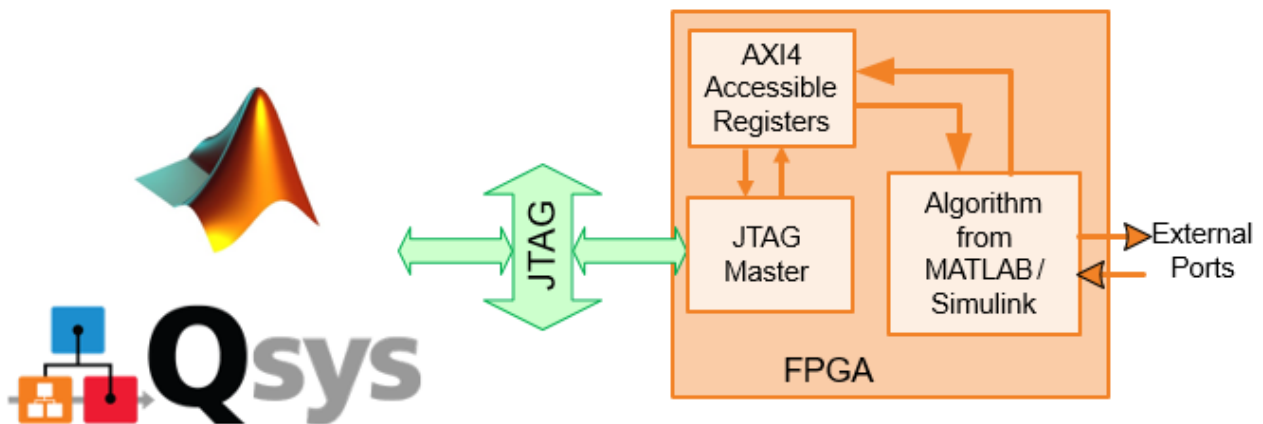 AXI4
Accessible
Registers
JTAG
JTAG
Master
Algorithm
from
MATLAB/
Simulink
External
Ports
FPGA
Qsys